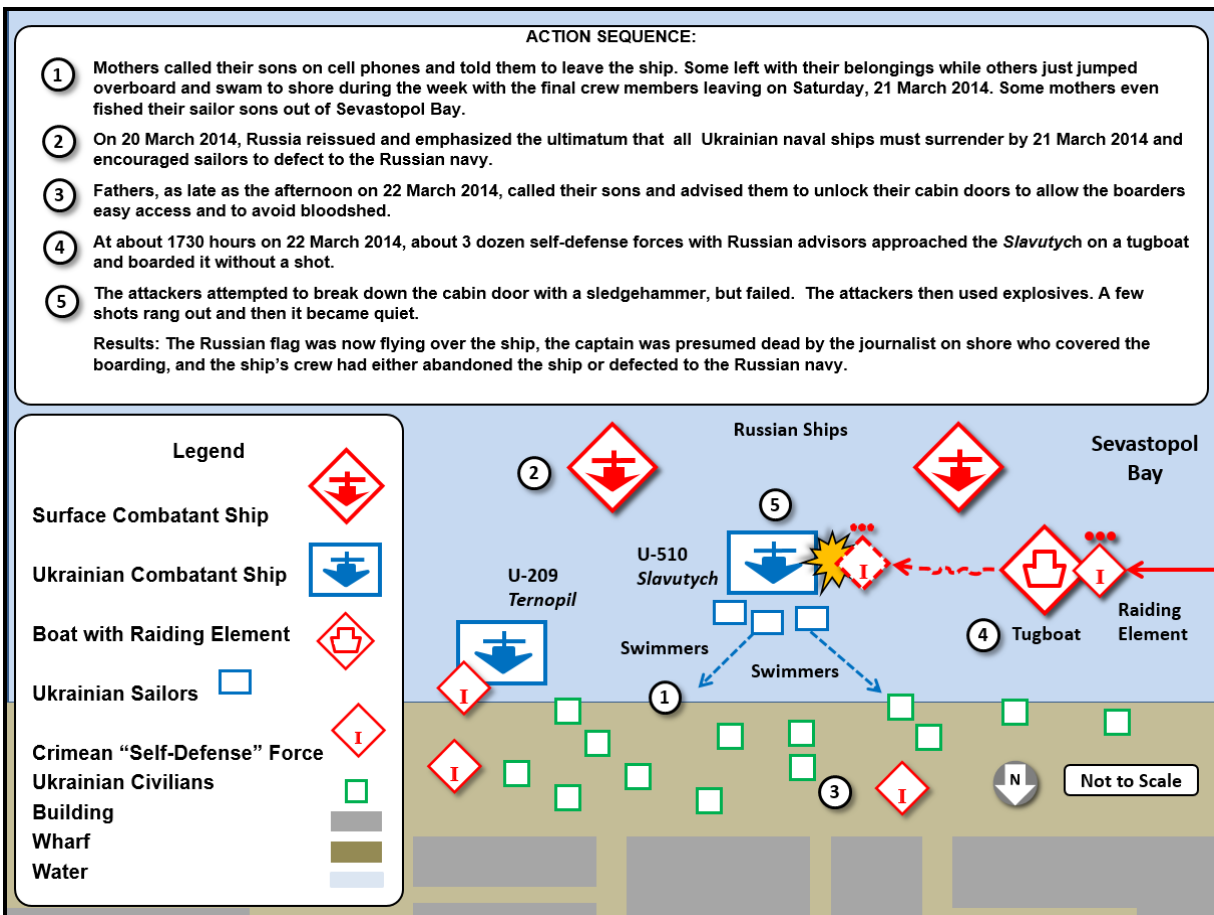 ACTION SEQUENCE:
1 Mothers called their sons on cell phones and told them to leave the ship. Some left with their belongings while others just jumped
overboard and swam to shore during the week with the final crew members leaving on Saturday, 21 March 2014. Some mothers even
fished their sailor sons out of Sevastopol Bay.
2 On 20 March 2014, Russia reissued and emphasized the ultimatum that all Ukrainian naval ships must surrender by 21 March 2014 and
encouraged sailors to defect to the Russian navy.
3 Fathers, as late as the afternoon on 22 March 2014, called their sons and advised them to unlock their cabin doors to allow the boarders
easy access and to avoid bloodshed.
4 At about 1730 hours on 22 March 2014, about 3 dozen self-defense forces with Russian advisors approached the Slavutych on a tugboat
and boarded it without a shot.
5 The attackers attempted to break down the cabin door with a sledgehammer, but failed. The attackers then used explosives. A few
shots rang out and then it became quiet.
Results: The Russian flag was now flying over the ship, the captain was presumed dead by the journalist on shore who covered the
boarding, and the ship's crew had either abandoned the ship or defected to the Russian navy.
Legend
Surface Combatant Ship
Ukrainian Combatant Ship
Boat with Raiding Element
Ukrainian Sailors
I
Crimean “Self-Defense” Force
Ukrainian Civilians
Building
Wharf
Water
Russian Ships
Sevastopol
Bay
2
5
U-510
Slavutych
I
I
U-209
Ternopil
Raiding
Element
4 Tugboat
Swimmers
Swimmers
I
1
I
3
I
N
Not to Scale